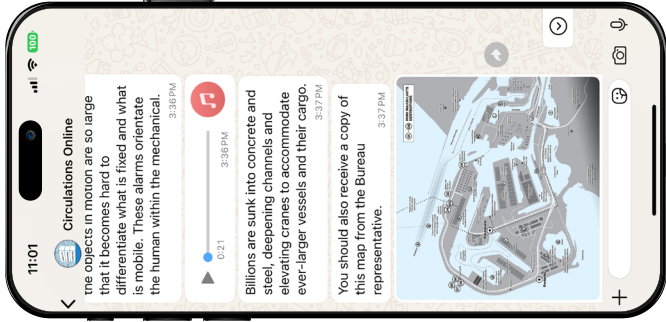 11:01
100
Circulations Online
the objects in motion are so large
that it becomes hard to
differentiate what is fixed and what
is mobile. These alarms orientate
the human within the mechanical.
3:36 PM
0:21
3:36 PM
Billions are sunk into concrete and
steel, deepening channels and
elevating cranes to accommodate
ever-larger vessels and their cargo.
3:37 PM
You should also receive a copy of
this map from the Bureau
representative.
3:37 PM